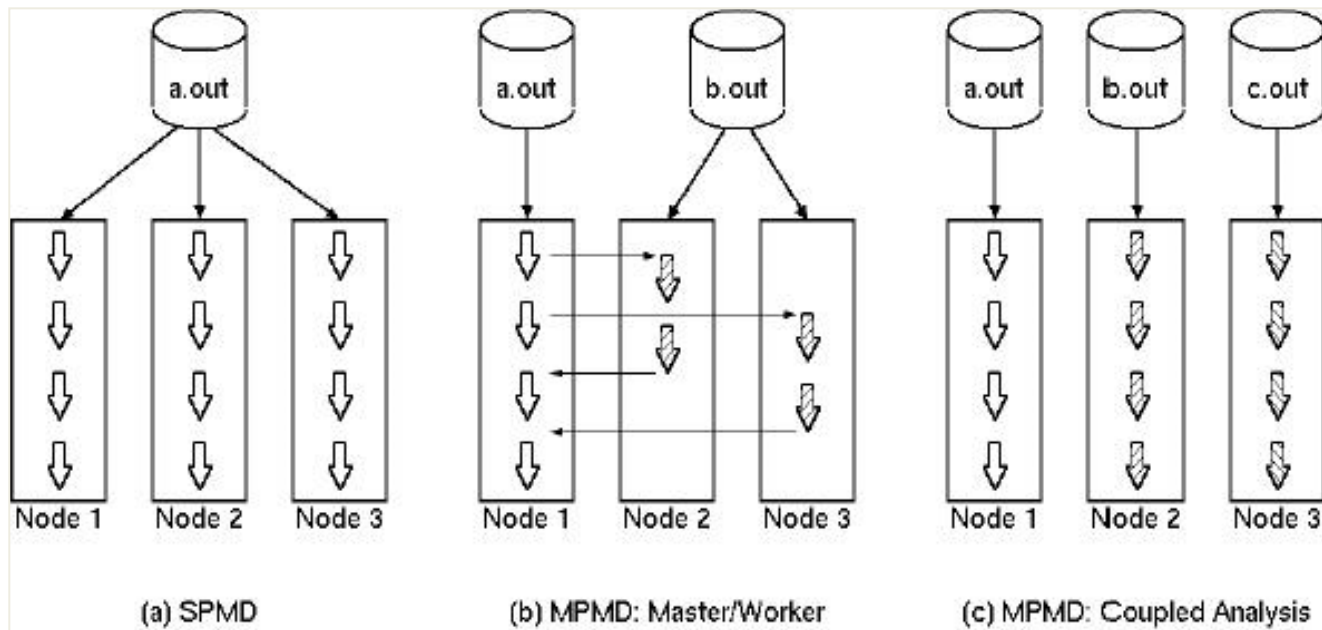 a.out
a.out
b.out
a.out
b.out
c.out
Node 1
Node 2
Node 3
Node 1
Node 2
Node 3
Node 1
Node 2
Node 3
(a) SPMD
(b) MPMD: Master/Worker
(c) MPMD: Coupled Analysis